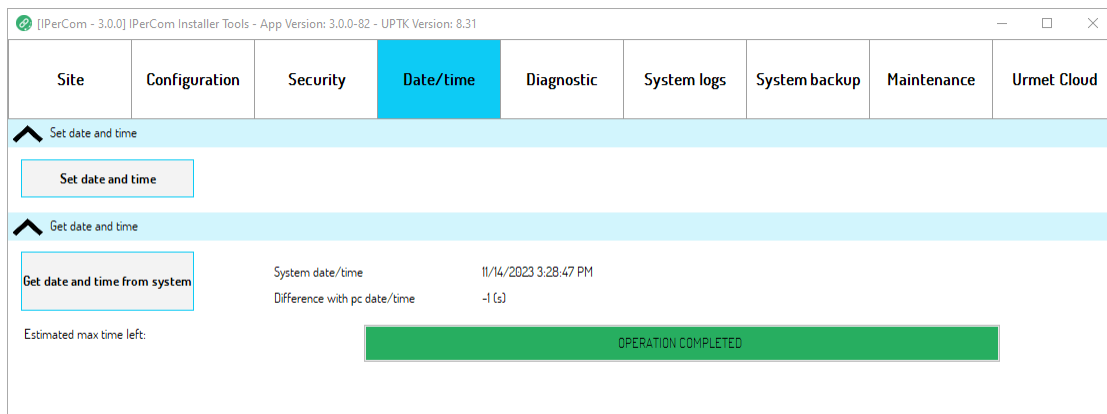 [IPerCom - 3.0.0] IPerCom Installer Tools - App Version: 3.0.0-82 - UPTK Version: 8.31
Site Configuration Security Date/time Diagnostic System logs System backup Maintenance Urmet Cloud
Set date and time
Set date and time
Get date and time
Get date and time from system
System date/time 11/14/2023 3:28:47 PM
Difference with pc date/time -1 (s)
Estimated max time left:
OPERATION COMPLETED